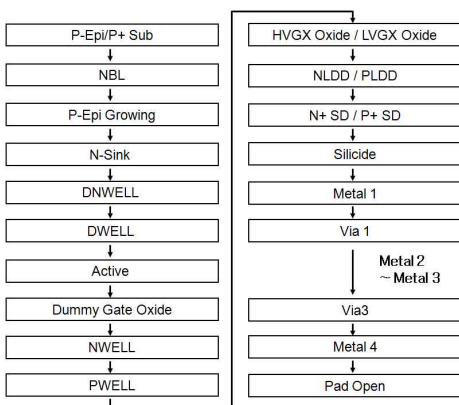 P-Epi/P+ Sub
NBL
P-Epi Growing
N-Sink
DNWELL
DWELL
Active
Dummy Gate Oxide
NWELL
PWELL
HVGX Oxide / LVGX Oxide
NLDD / PLDD
N+ SD / P+ SD
Silicide
Metal 1
Via 1
Metal 2
~ Metal 3
Via3
Metal 4
Pad Open